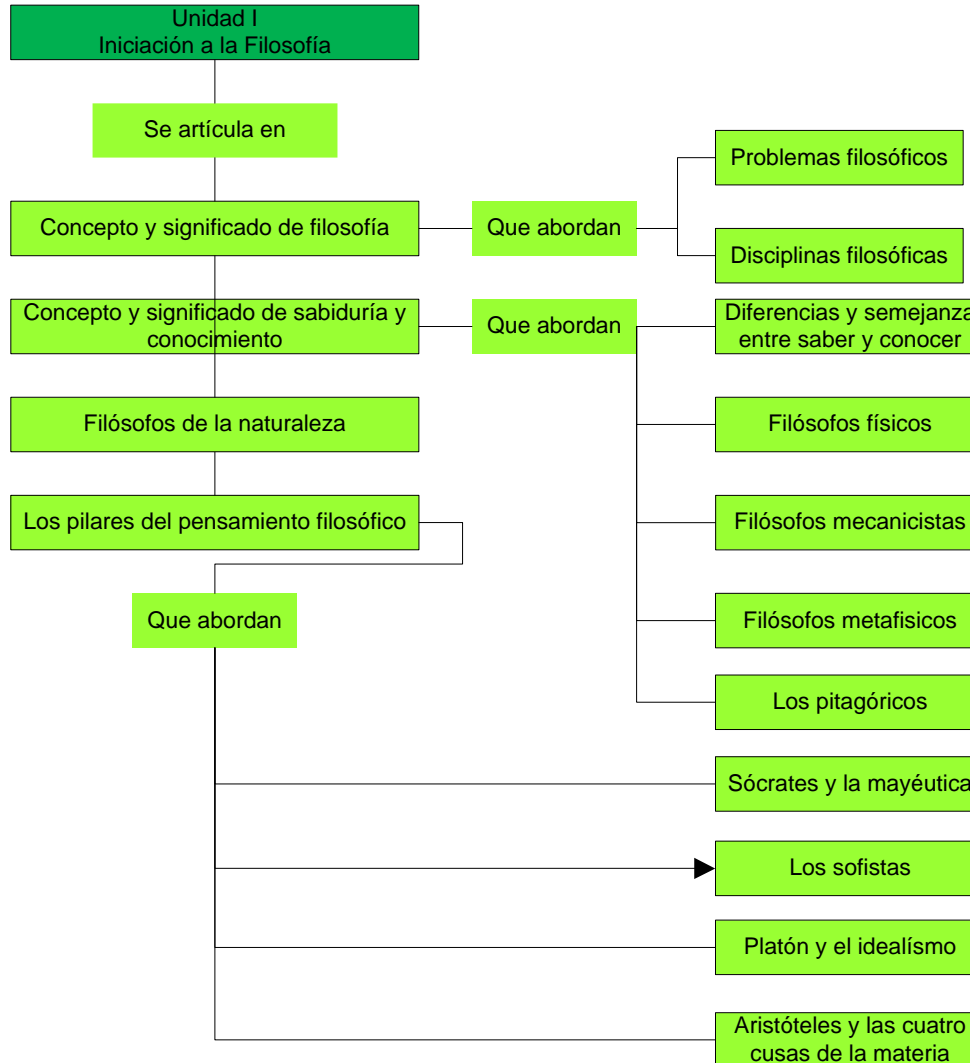 Unidad I
Iniciación a la Filosofía
Se artícula en
Concepto y significado de filosofía
Que abordan
Problemas filosóficos
Disciplinas filosóficas
Concepto y significado de sabiduría y
conocimiento
Que abordan
Diferencias y semejanza
entre saber y conocer
Filósofos de la naturaleza
Filósofos físicos
Los pilares del pensamiento filosófico
Filósofos mecanicistas
Que abordan
Filósofos metafisicos
Los pitagóricos
Sócrates y la mayéutica
Los sofistas
Platón y el idealísmo
Aristóteles y las cuatro
cusas de la materia